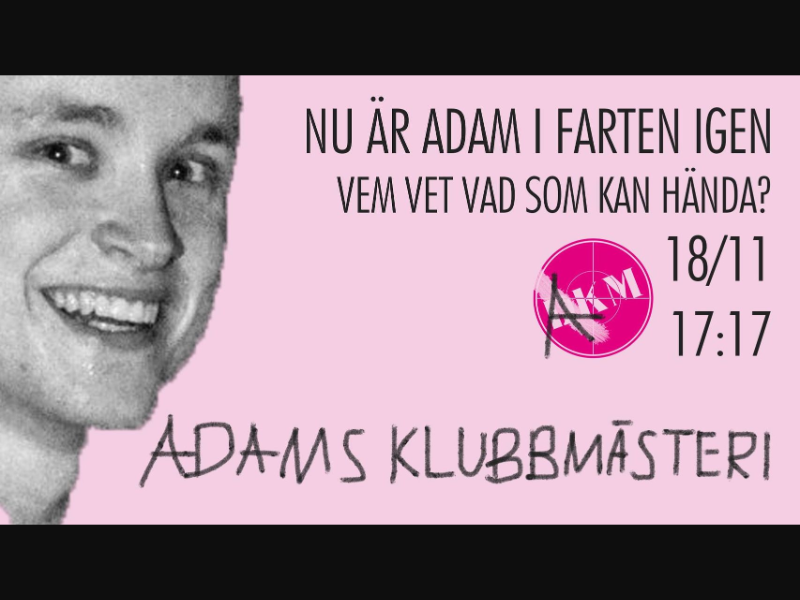 NU ÄR ADAM I FARTEN IGEN
VEM VET VAD SOM KAN HÄNDA?
18/11
AKM
17:17
ADAMS KLUBBMÄSTERI